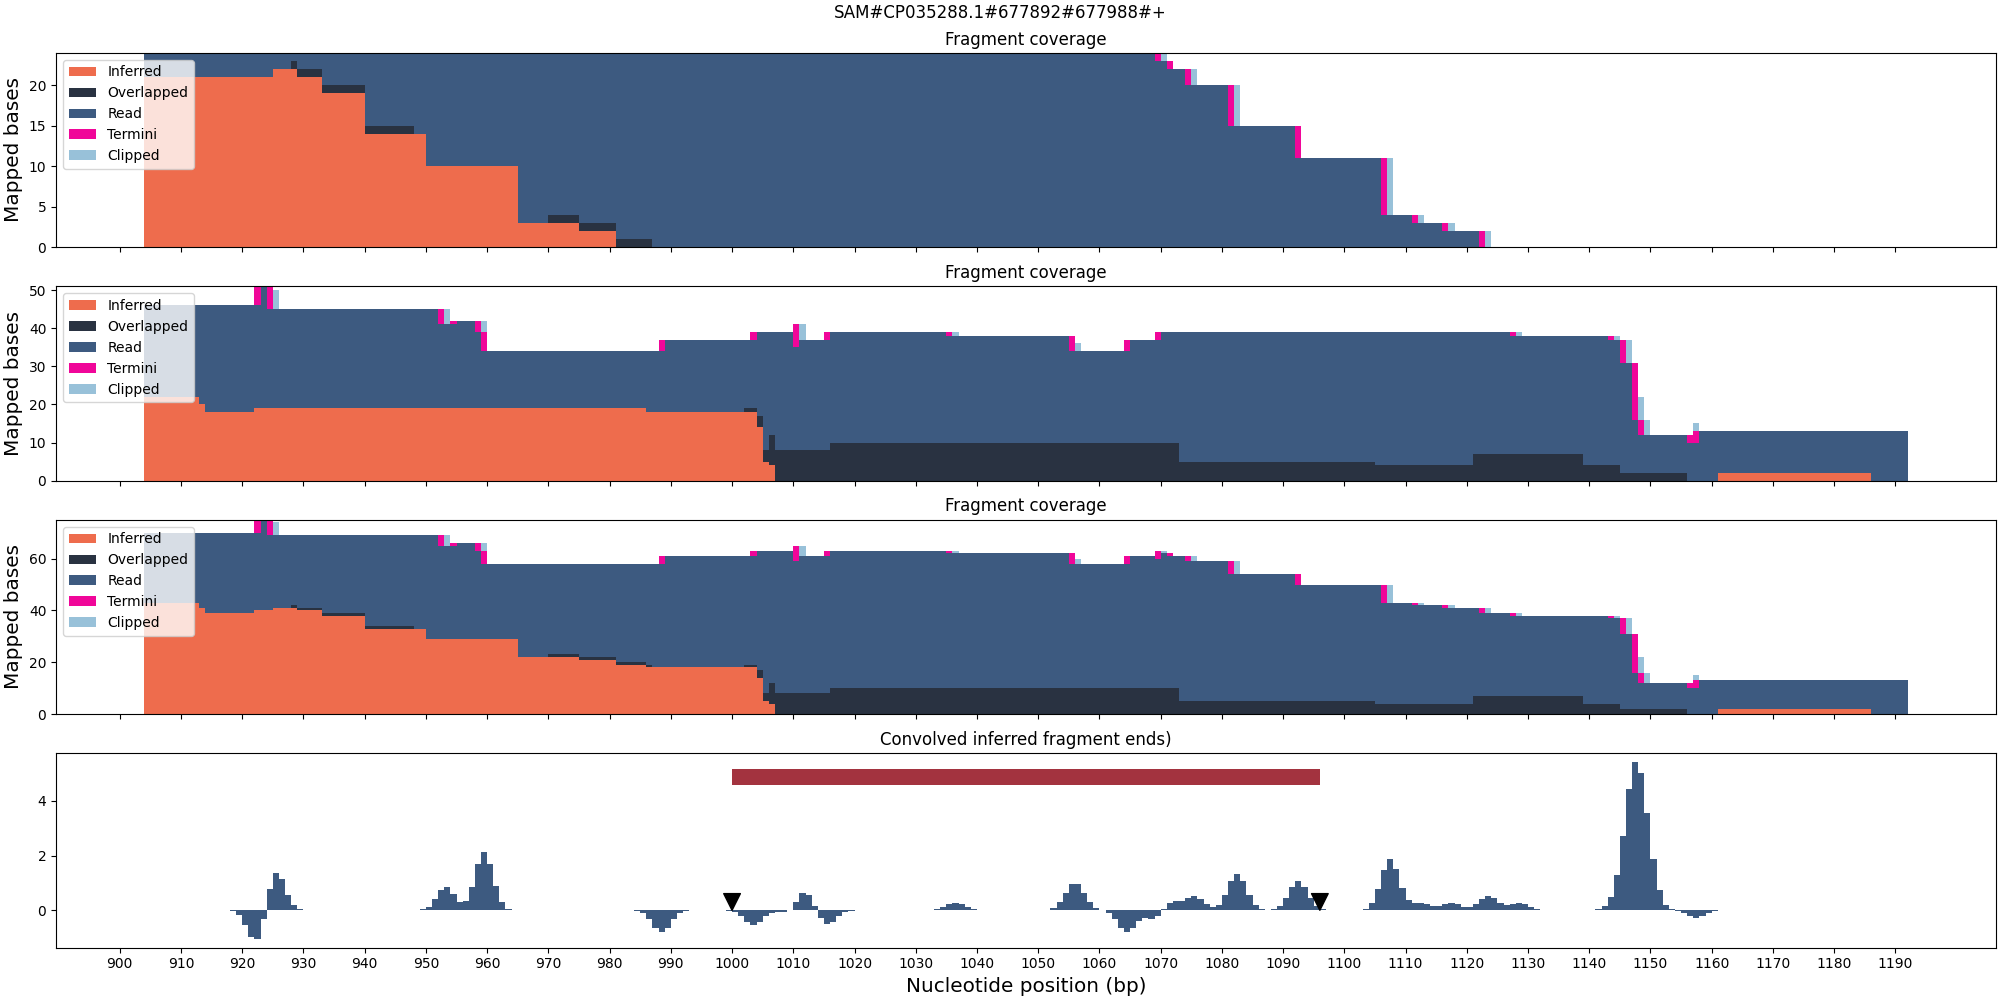 SAM#CP035288.1#677892#677988#+
Fragment coverage
Mapped bases
20
15
10
5
0
Inferred
Overlapped
Read
Termini
Clipped
Fragment coverage
Mapped bases
50
40
30
20
10
0
Inferred
Overlapped
Read
Termini
Clipped
Fragment coverage
Mapped bases
60
40
20
0
Inferred
Overlapped
Read
Termini
Clipped
Convolved inferred fragment ends)
4
2
0
900 910 920 930 940 950 960 970 980 990 1000 1010 1020 1030 1040 1050 1060 1070 1080 1090 1100 1110 1120 1130 1140 1150 1160 1170 1180 1190
Nucleotide position (bp)